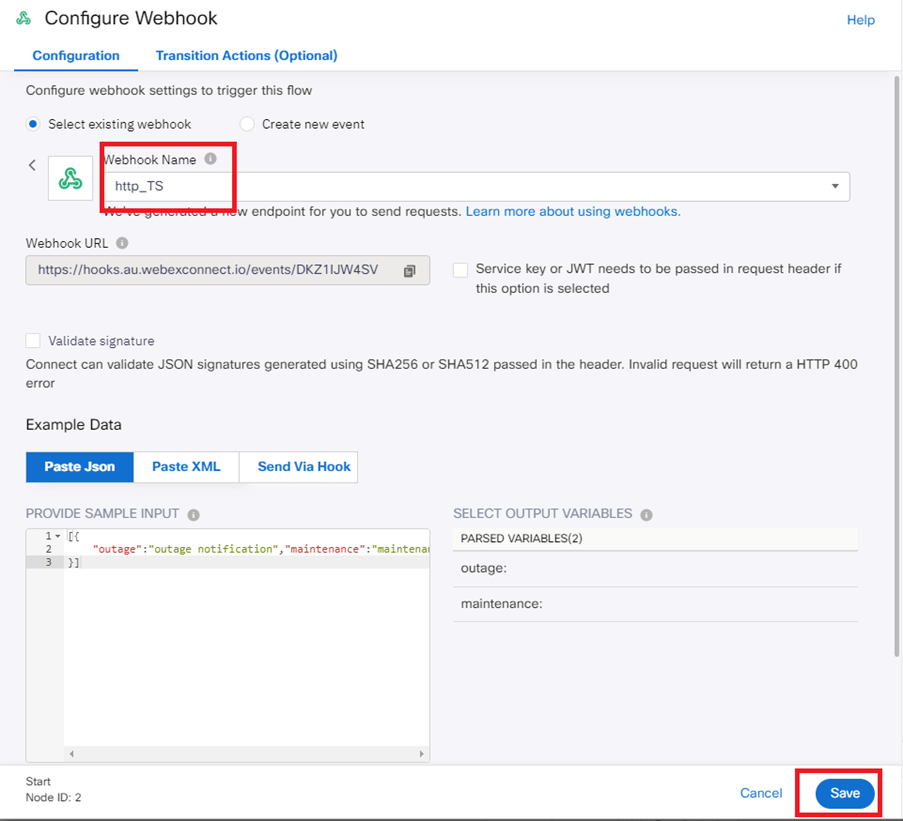 Configure Webhook
Help
Configuration
Transition Actions (Optional)
Configure webhook settings to trigger this flow
Select existing webhook
Create new event
Webhook Name
http_TS
We've generated a new endpoint for you to send requests. Learn more about using webhooks.
Webhook URL
https://hooks.au.webexconnect.io/events/DKZ1IJW4SV
Service key or JWT needs to be passed in request header if
this option is selected
Validate signature
Connect can validate JSON signatures generated using SHA256 or SHA512 passed in the header. Invalid request will return a HTTP 400
error
Example Data
Paste Json
Paste XML
Send Via Hook
PROVIDE SAMPLE INPUT
SELECT OUTPUT VARIABLES
1 [{
2 "outage":"outage notification","maintenance":"maintenan
3 }]
PARSED VARIABLES(2)
outage:
maintenance:
Start
Node ID: 2
Cancel
Save